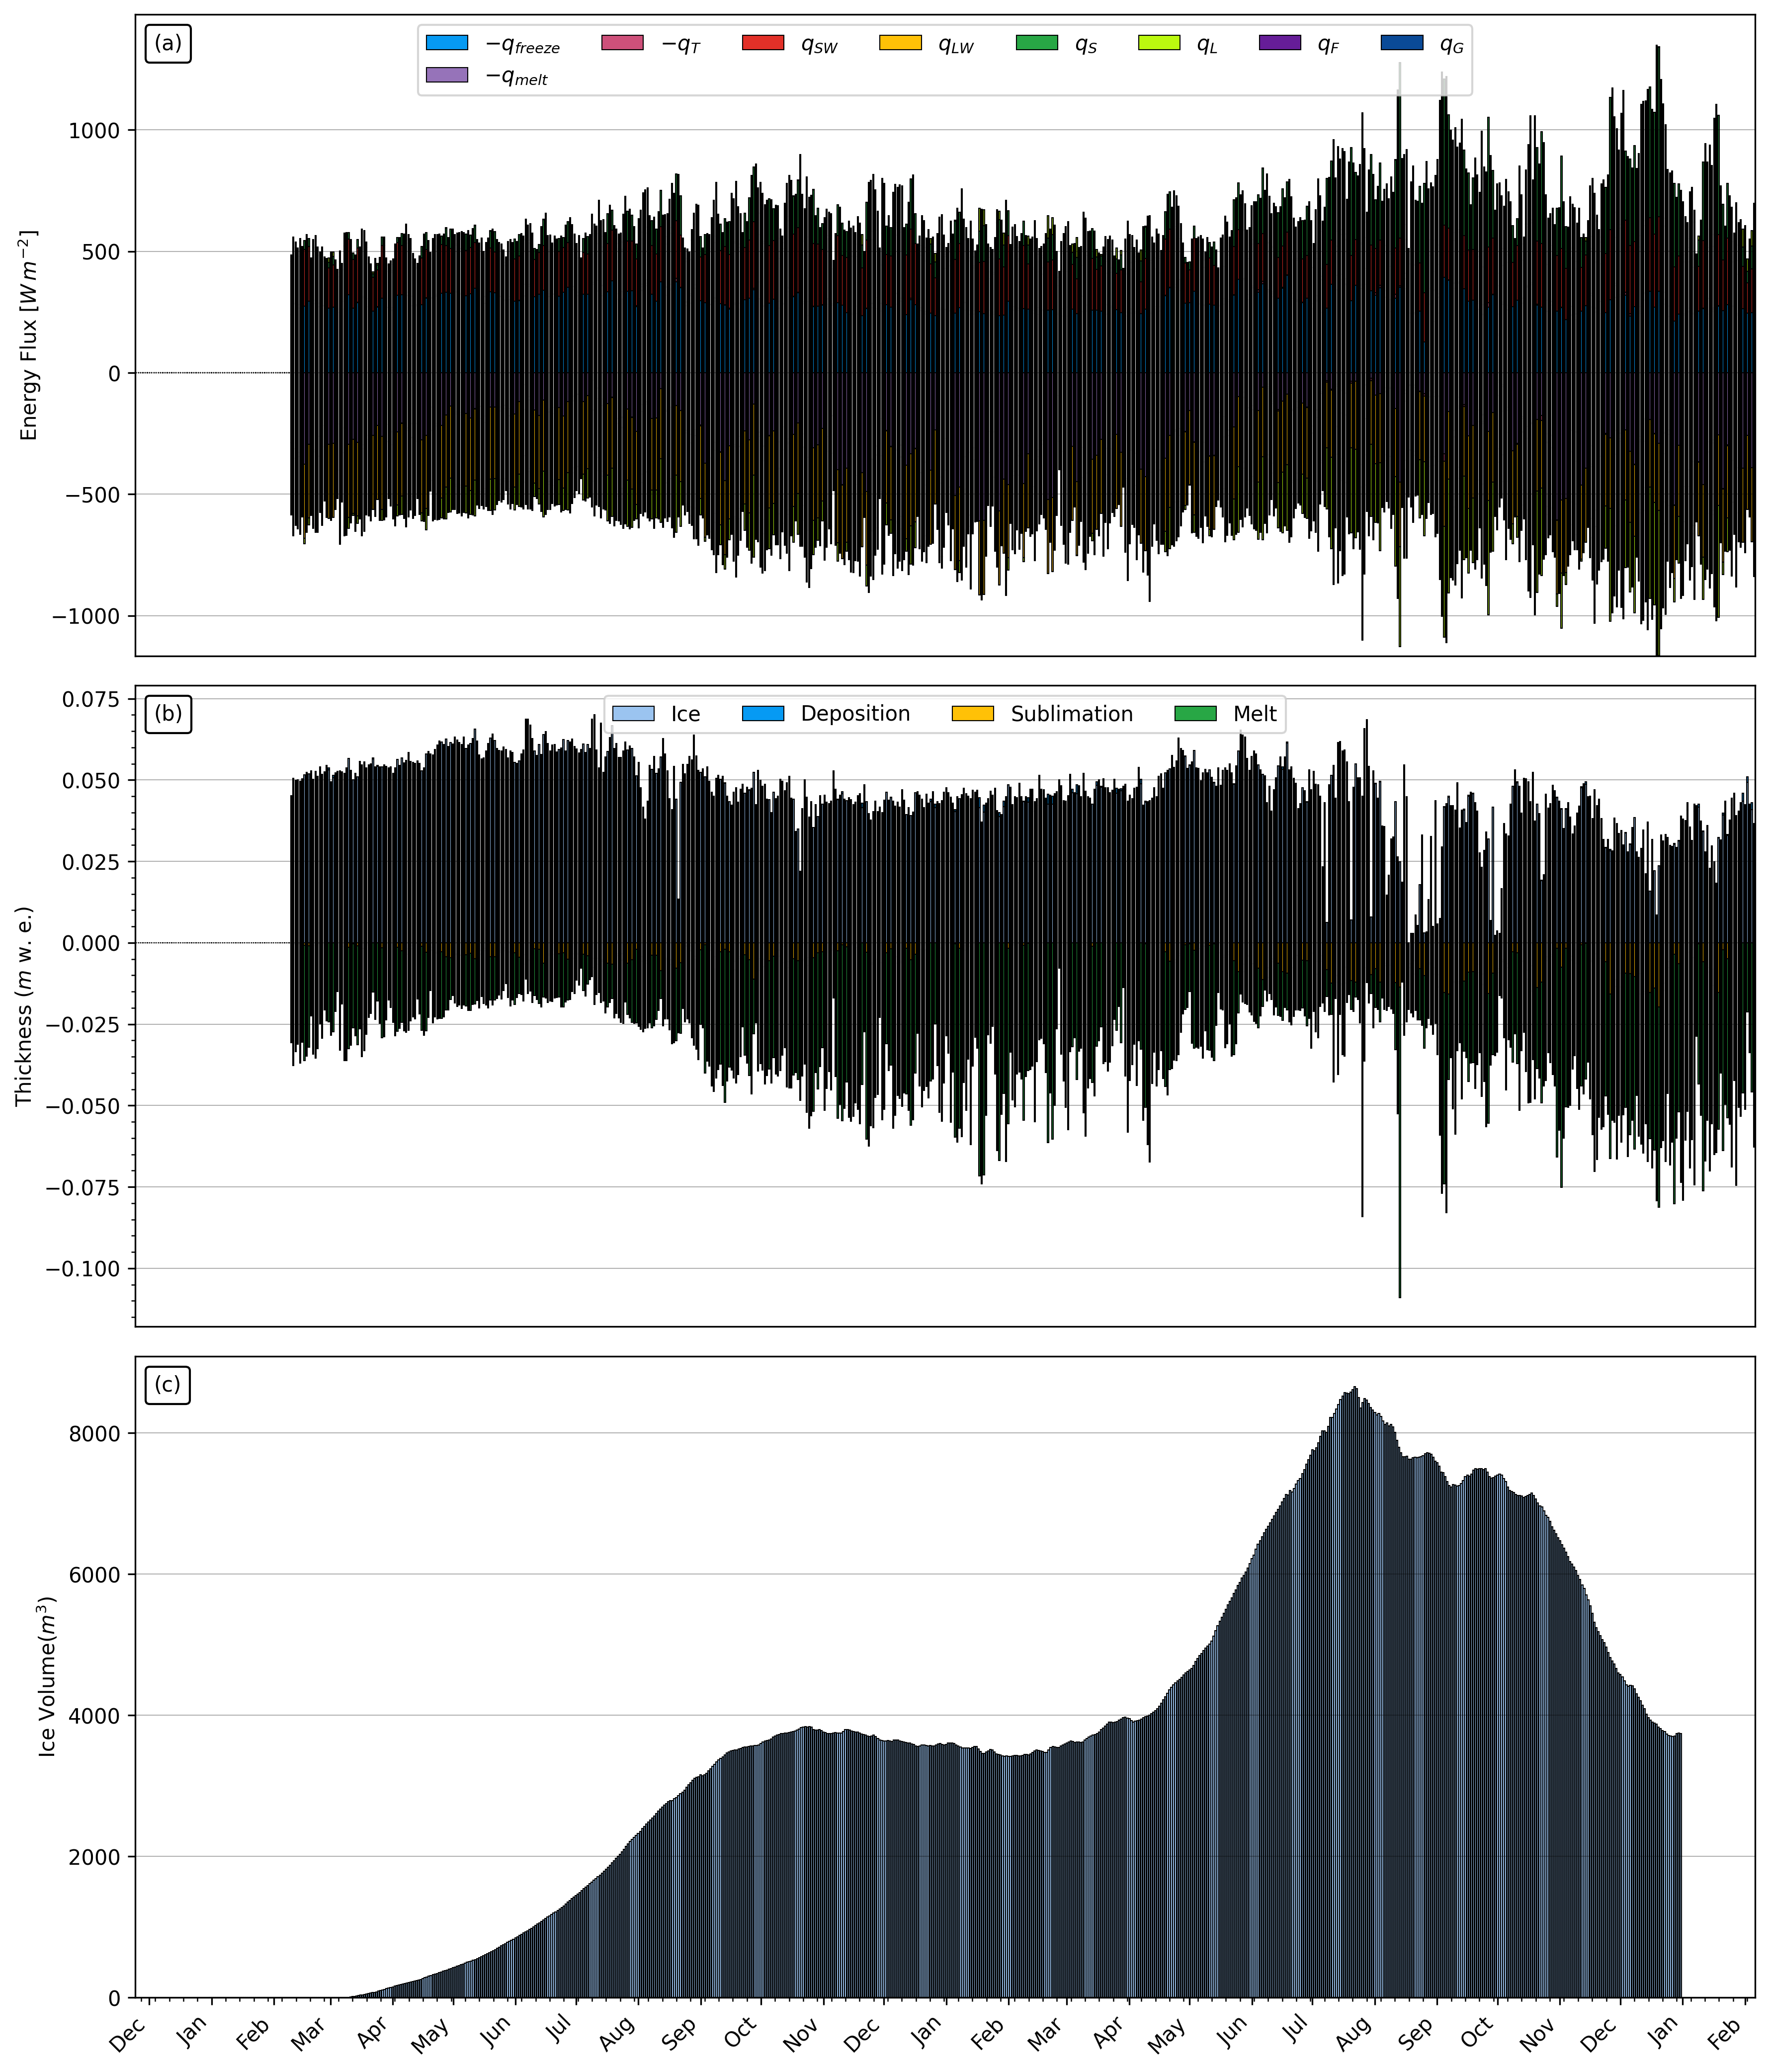 (a)
−q_freeze −q_T q_SW q_LW q_S q_L q_F q_G
−q_melt
1000
500
0
−500
−1000
Energy Flux [W m⁻²]
(b)
Ice Deposition Sublimation Melt
0.075
0.050
0.025
0.000
−0.025
−0.050
−0.075
−0.100
Thickness (m w. e.)
(c)
8000
6000
4000
2000
0
Ice Volume(m³)
Dec Jan Feb Mar Apr May Jun Jul Aug Sep Oct Nov Dec Jan Feb Mar Apr May Jun Jul Aug Sep Oct Nov Dec Jan Feb